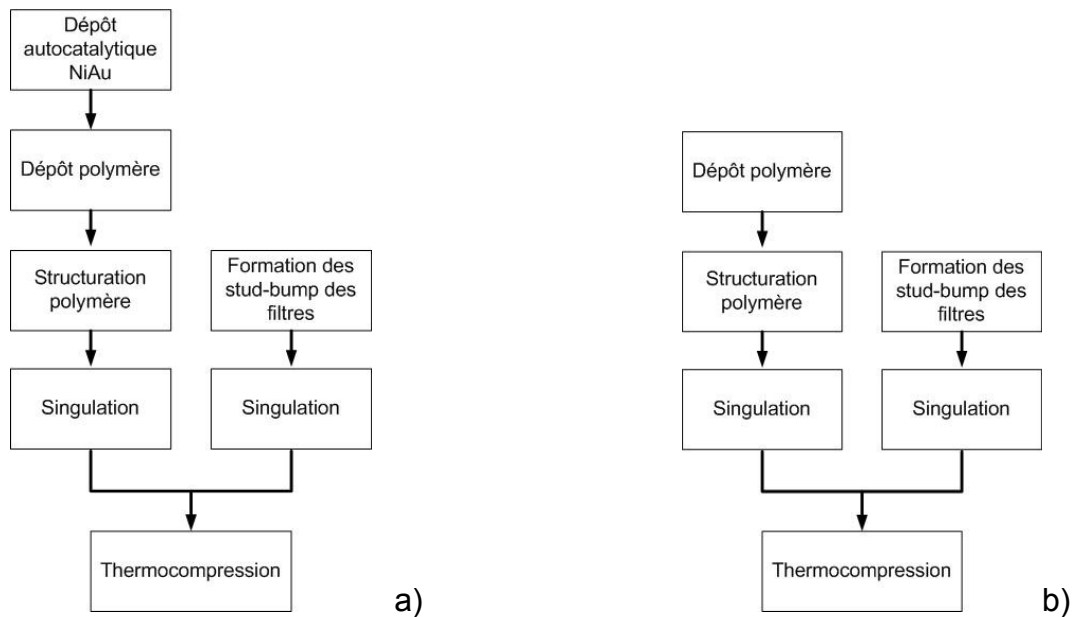 Dépôt
autocatalytique
NiAu
Dépôt polymère
Structuration
polymère
Formation des
stud-bump des
filtres
Singulation
Singulation
Thermocompression
a)
Dépôt polymère
Structuration
polymère
Formation des
stud-bump des
filtres
Singulation
Singulation
Thermocompression
b)